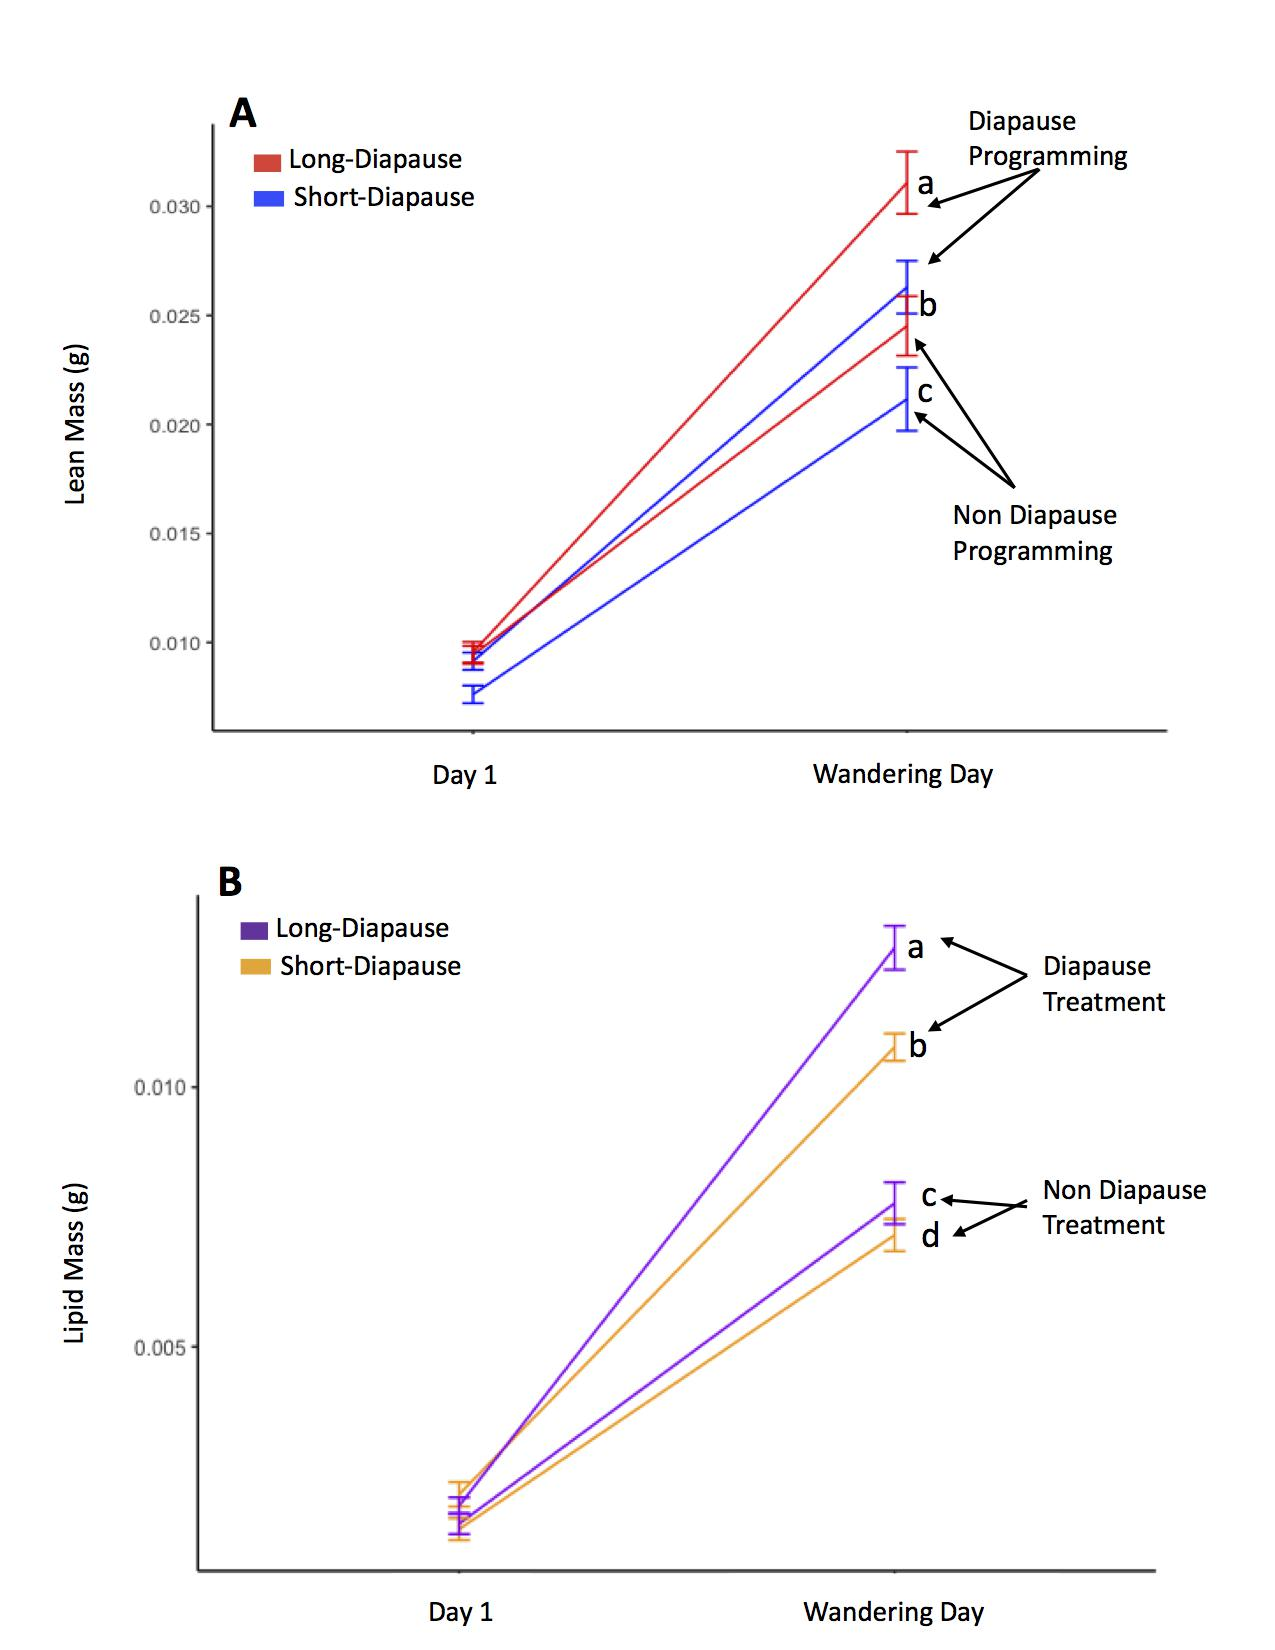 A
Long-Diapause
Short-Diapause
Diapause
Programming
a
b
c
Non Diapause
Programming
0.030
0.025
0.020
0.015
0.010
Lean Mass (g)
Day 1
Wandering Day
B
Long-Diapause
Short-Diapause
a
b
Diapause
Treatment
c
d
Non Diapause
Treatment
0.010
0.005
Lipid Mass (g)
Day 1
Wandering Day